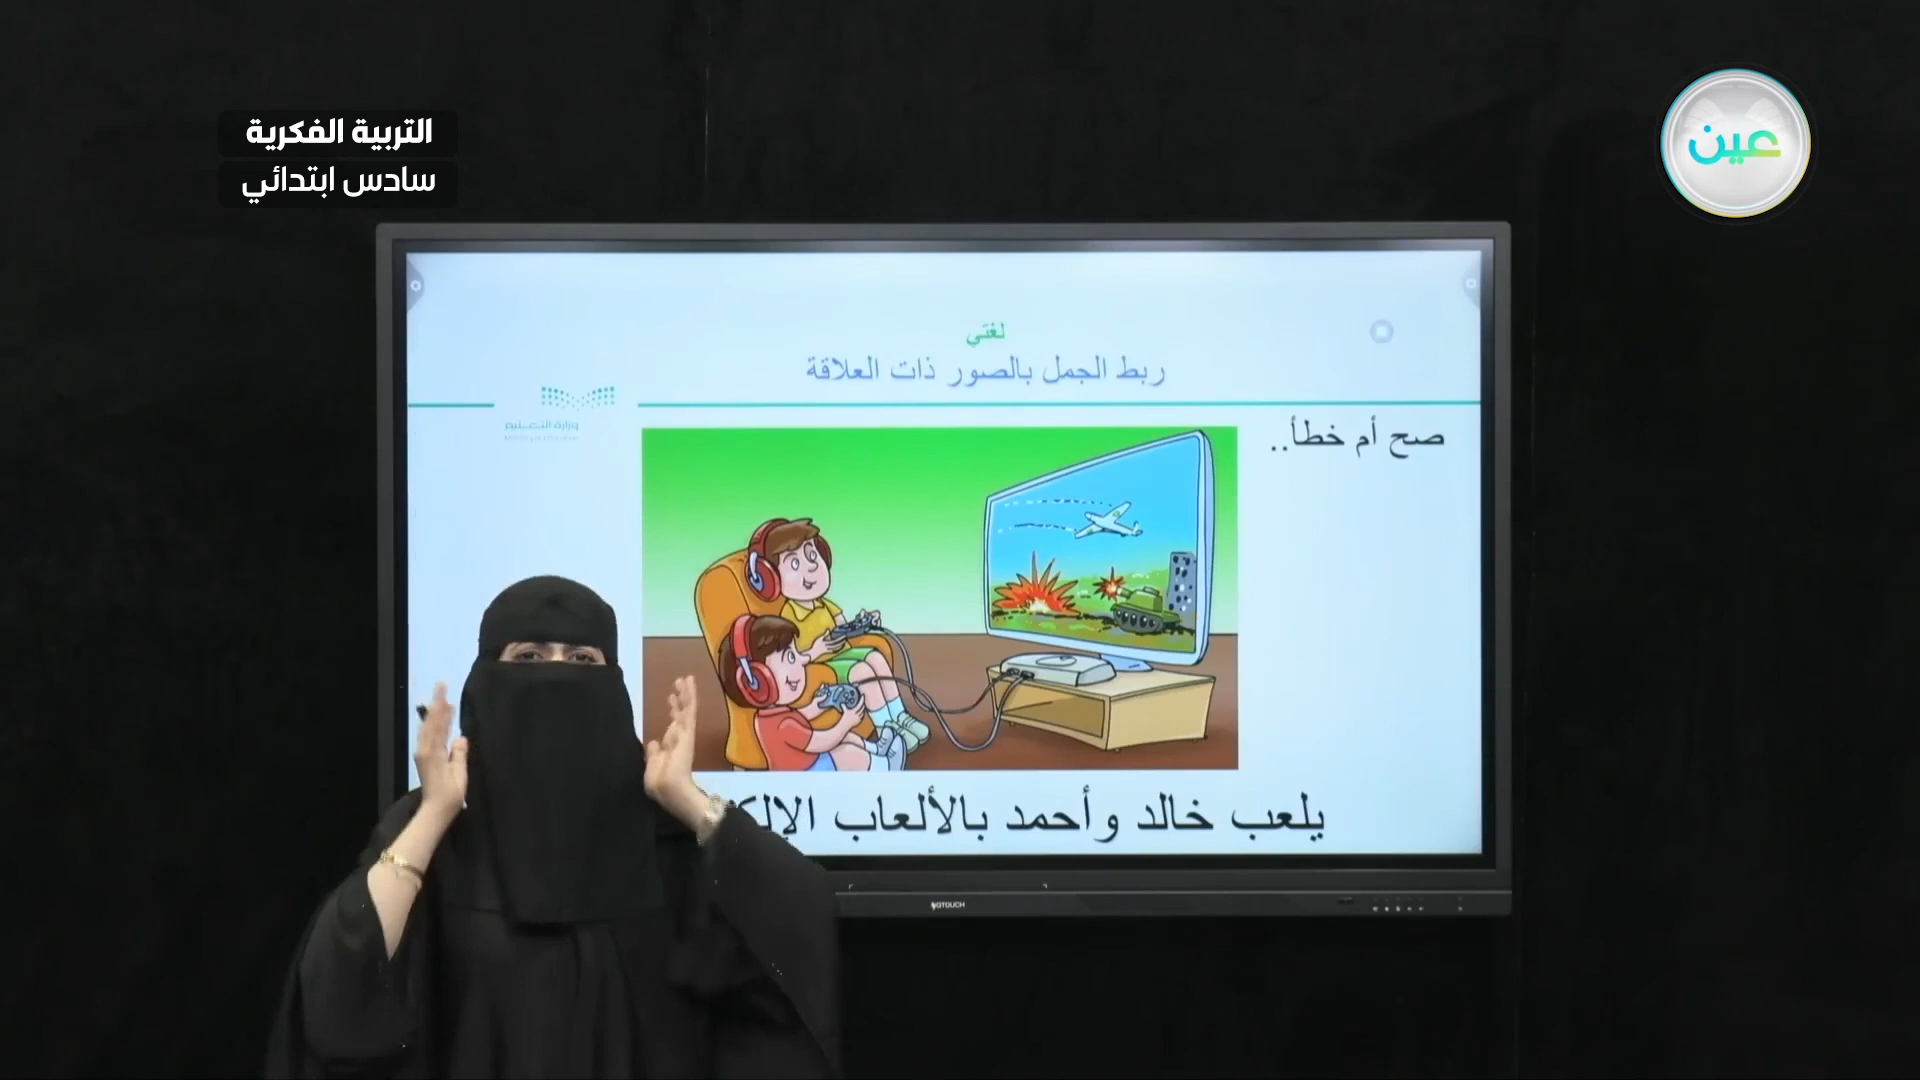 التربية الفكرية
سادس ابتدائي
عين
لغتي
ربط الجمل بالصور ذات العلاقة
وزارة التعليم
صح أم خطأ..
يلعب خالد وأحمد بالألعاب
QTOUCH